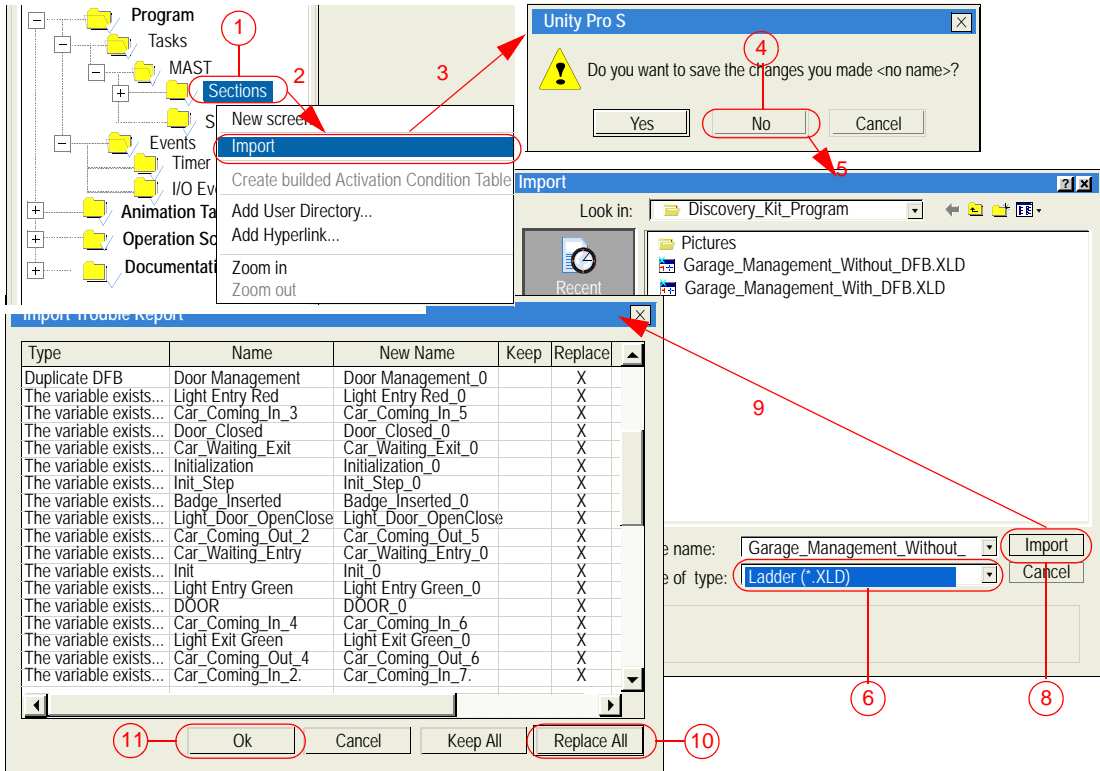 Program
Tasks
MAST
Sections
S
Events
Timer
I/O Eve
Animation Ta
Operation Sc
Documentati
1
2
3
New screen
Import
Create builded Activation Condition Table
Add User Directory...
Add Hyperlink...
Zoom in
Zoom out
Unity Pro S
4
Do you want to save the changes you made <no name>?
Yes No Cancel
5
Import
Look in: Discovery_Kit_Program
Recent
Pictures
Garage_Management_Without_DFB.XLD
Garage_Management_With_DFB.XLD
9
e name: Garage_Management_Without_ Import
e of type: Ladder (*.XLD) Cancel
6
8
Import Trouble Report
Type Name New Name Keep Replace
Duplicate DFB Door Management Door Management_0 X
The variable exists... Light Entry Red Light Entry Red_0 X
The variable exists... Car_Coming_In_3 Car_Coming_In_5 X
The variable exists... Door_Closed Door_Closed_0 X
The variable exists... Car_Waiting_Exit Car_Waiting_Exit_0 X
The variable exists... Initialization Initialization_0 X
The variable exists... Init_Step Init_Step_0 X
The variable exists... Badge_Inserted Badge_Inserted_0 X
The variable exists... Light_Door_OpenClose Light_Door_OpenClose X
The variable exists... Car_Coming_Out_2 Car_Coming_Out_5 X
The variable exists... Car_Waiting_Entry Car_Waiting_Entry_0 X
The variable exists... Init Init_0 X
The variable exists... Light Entry Green Light Entry Green_0 X
The variable exists... DOOR DOOR_0 X
The variable exists... Car_Coming_In_4 Car_Coming_In_6 X
The variable exists... Light Exit Green Light Exit Green_0 X
The variable exists... Car_Coming_Out_4 Car_Coming_Out_6 X
The variable exists... Car_Coming_In_2. Car_Coming_In_7. X
11 Ok Cancel Keep All Replace All 10